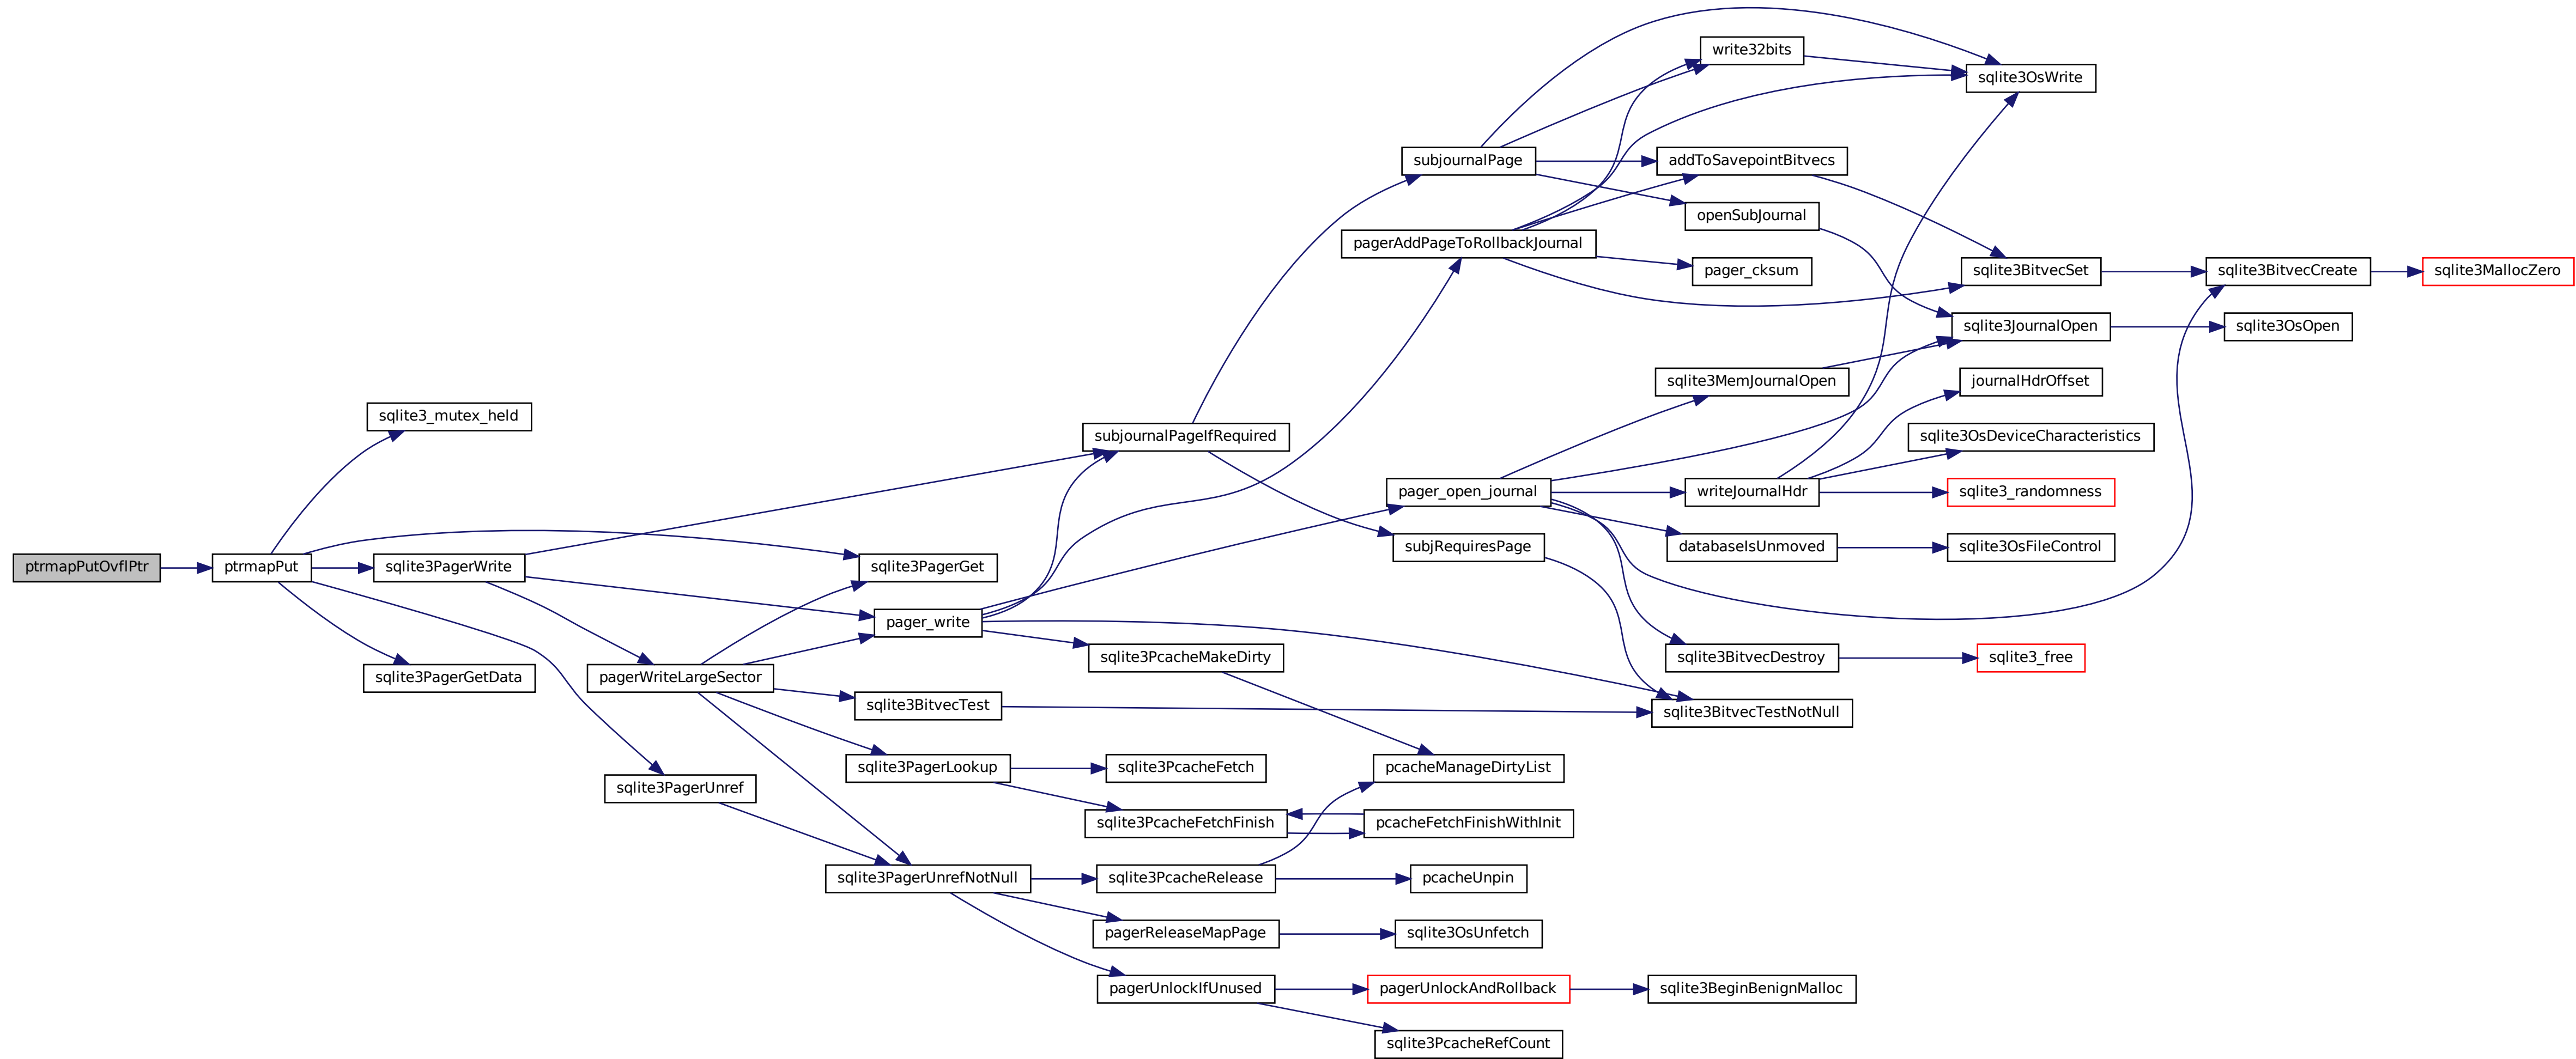 write32bits
sqlite3OsWrite
subjournalPage
addToSavepointBitvecs
openSubJournal
pagerAddPageToRollbackJournal
pager_cksum
sqlite3BitvecSet
sqlite3BitvecCreate
sqlite3MallocZero
sqlite3JournalOpen
sqlite3OsOpen
sqlite3MemJournalOpen
journalHdrOffset
sqlite3_mutex_held
subjournalPageIfRequired
sqlite3OsDeviceCharacteristics
pager_open_journal
writeJournalHdr
sqlite3_randomness
subjRequiresPage
databaseIsUnmoved
sqlite3OsFileControl
ptrmapPutOvflPtr
ptrmapPut
sqlite3PagerWrite
sqlite3PagerGet
pager_write
sqlite3PcacheMakeDirty
sqlite3BitvecDestroy
sqlite3_free
sqlite3PagerGetData
pagerWriteLargeSector
sqlite3BitvecTest
sqlite3BitvecTestNotNull
sqlite3PagerLookup
sqlite3PcacheFetch
pcacheManageDirtyList
sqlite3PagerUnref
sqlite3PcacheFetchFinish
pcacheFetchFinishWithInit
sqlite3PagerUnrefNotNull
sqlite3PcacheRelease
pcacheUnpin
pagerReleaseMapPage
sqlite3OsUnfetch
pagerUnlockIfUnused
pagerUnlockAndRollback
sqlite3BeginBenignMalloc
sqlite3PcacheRefCount